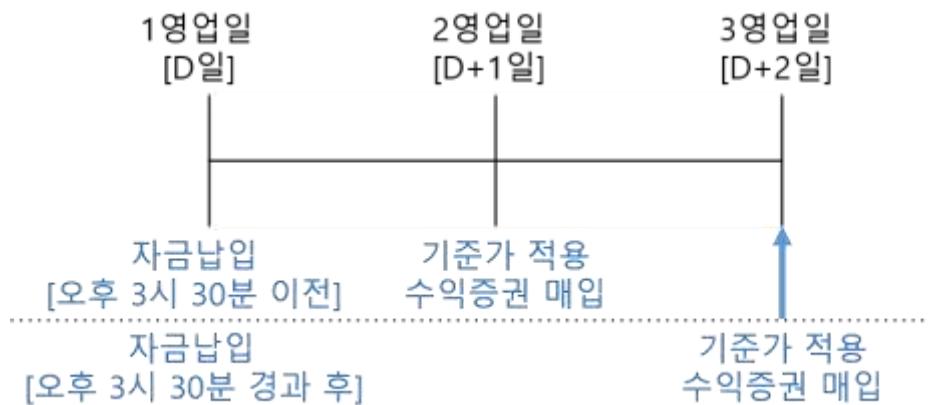 1영업일 2영업일 3영업일
[D일] [D+1일] [D+2일]
자금납입 기준가 적용
[오후 3시 30분 이전] 수익증권 매입
자금납입 기준가 적용
[오후 3시 30분 경과 후] 수익증권 매입